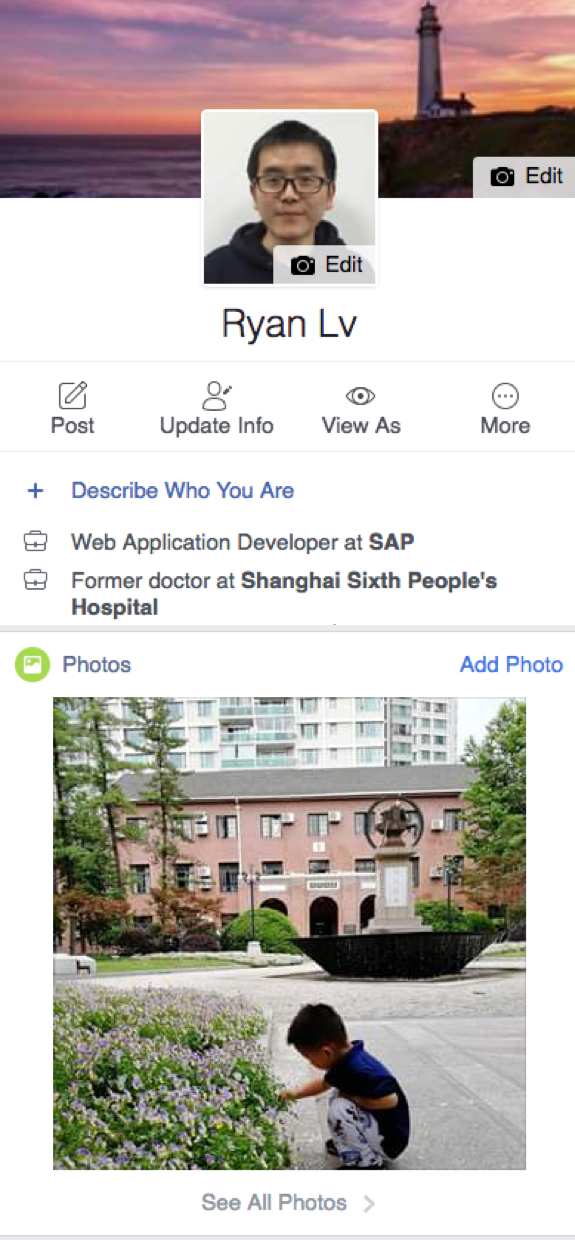 Edit
Edit
Ryan Lv
Post
Update Info
View As
More
Describe Who You Are
Web Application Developer at SAP
Former doctor at Shanghai Sixth People's
Hospital
Photos
Add Photo
See All Photos